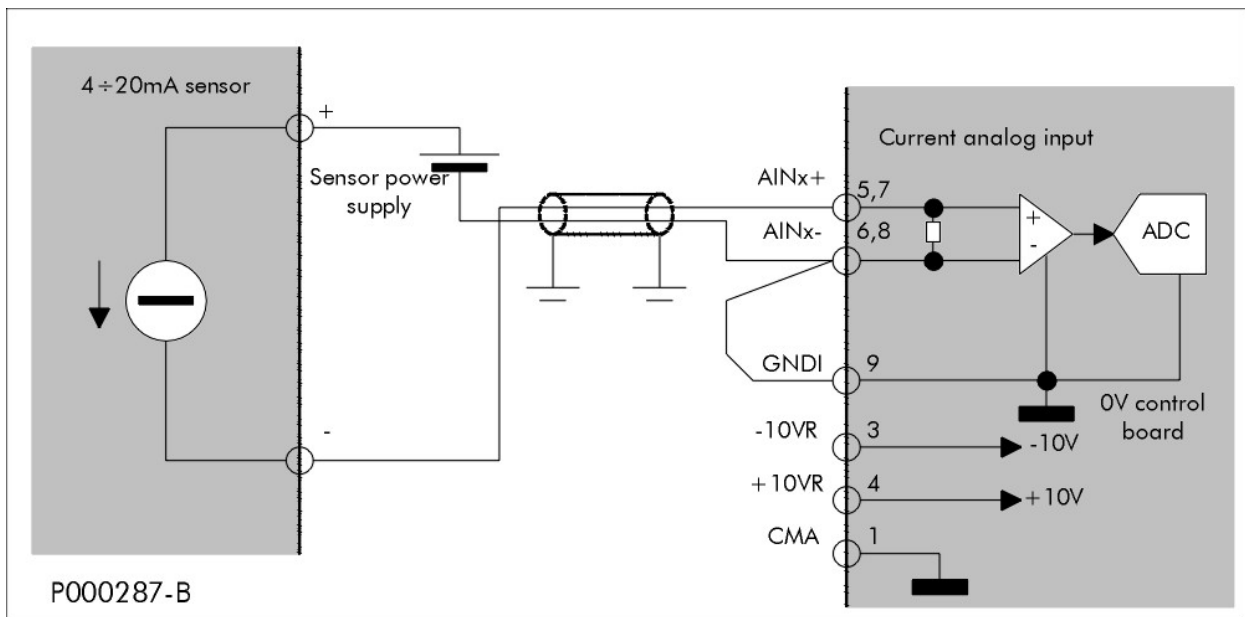 4÷20mA sensor
+
Sensor power
supply
-
AINx+
5,7
AINx-
6,8
GNDI
9
-10VR
3
+10VR
4
CMA
1
Current analog input
+
-
ADC
0V control
board
-10V
+10V
P000287-B